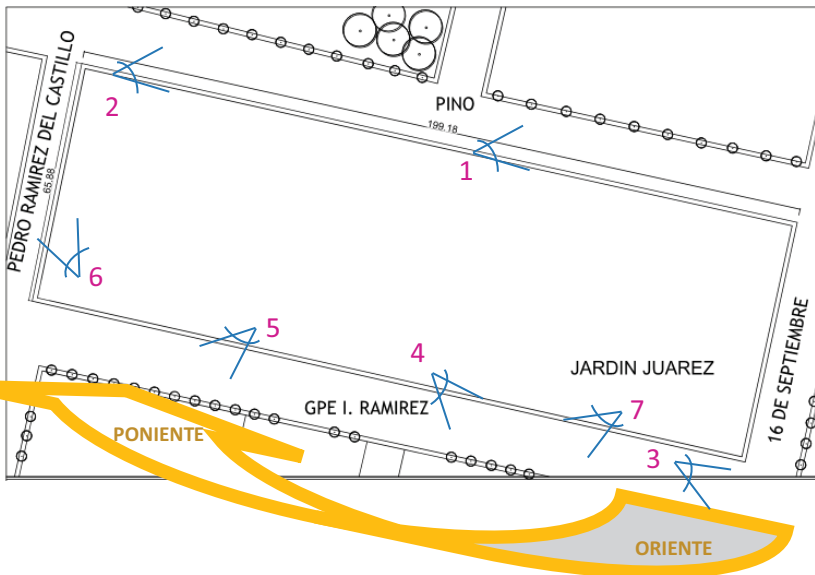 PEDRO RAMIREZ DEL CASTILLO
2
PINO
199.18
1
65.88
6
5
4
JARDIN JUAREZ
16 DE SEPTIEMBRE
GPE I. RAMIREZ
7
PONIENTE
3
ORIENTE